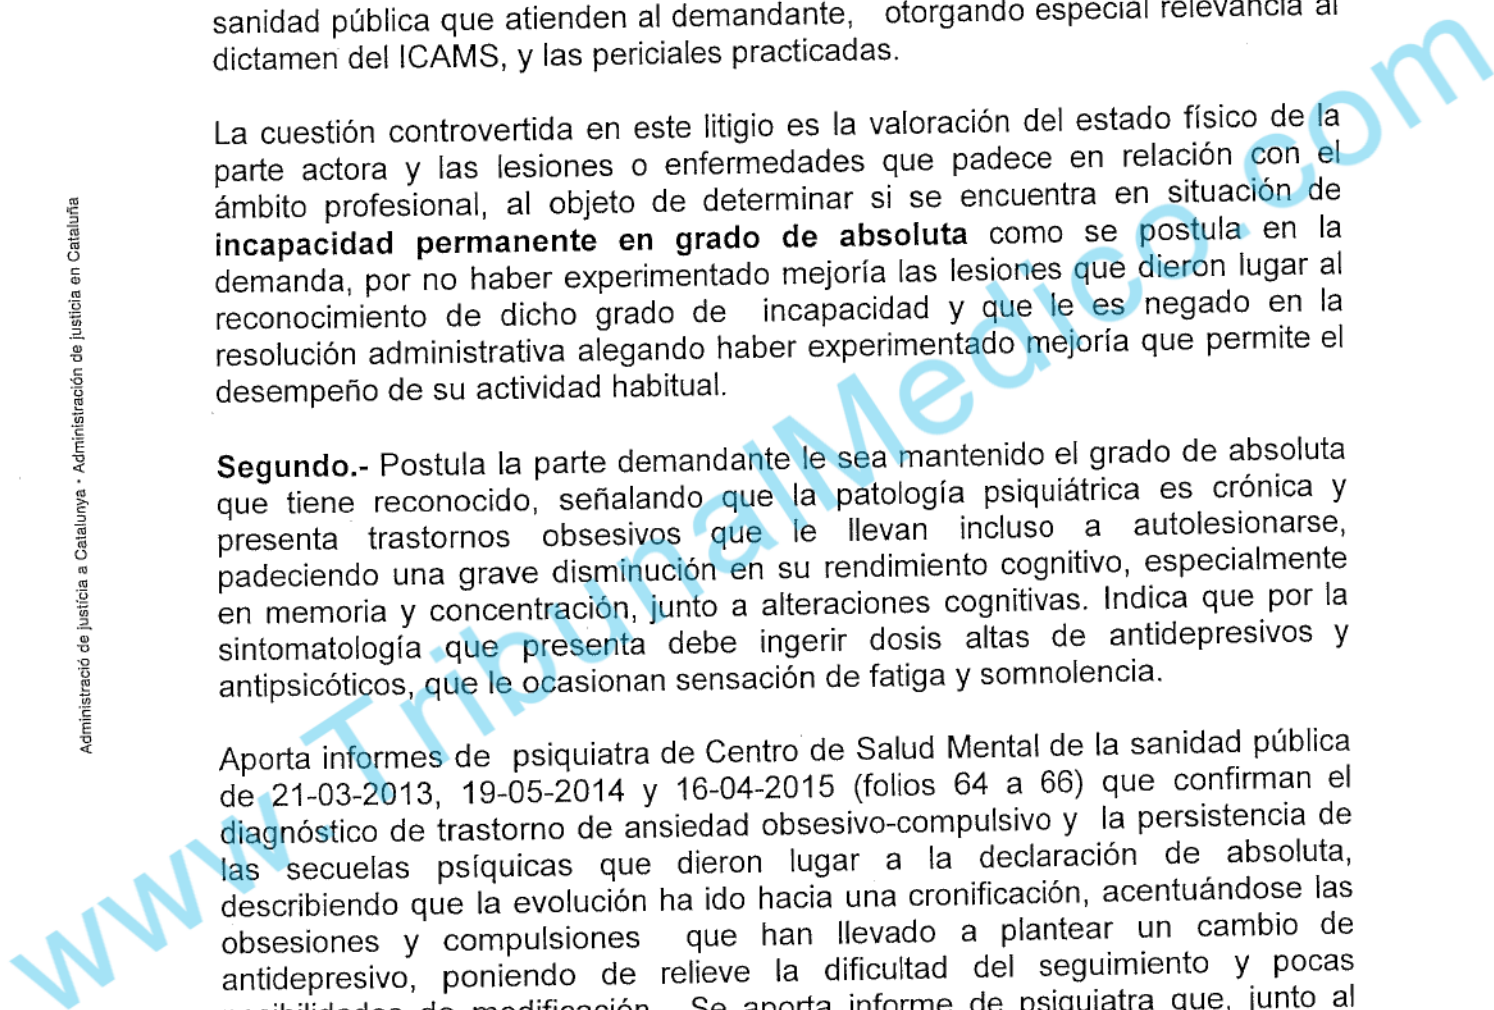 sanidad pública que atienden al demandante, otorgando especial relevancia al
dictamen del ICAMS, y las periciales practicadas.
La cuestión controvertida en este litigio es la valoración del estado físico de la
parte actora y las lesiones o enfermedades que padece en relación con el
ámbito profesional, al objeto de determinar si se encuentra en situación de
incapacidad permanente en grado de absoluta como se postula en la
demanda, por no haber experimentado mejoría las lesiones que dieron lugar al
reconocimiento de dicho grado de incapacidad y que le es negado en la
resolución administrativa alegando haber experimentado mejoría que permite el
desempeño de su actividad habitual.
Segundo.- Postula la parte demandante le sea mantenido el grado de absoluta
que tiene reconocido, señalando que la patología psiquiátrica es crónica y
presenta trastornos obsesivos que le llevan incluso a autolesionarse,
padeciendo una grave disminución en su rendimiento cognitivo, especialmente
en memoria y concentración, junto a alteraciones cognitivas. Indica que por la
sintomatología que presenta debe ingerir dosis altas de antidepresivos y
antipsicóticos, que le ocasionan sensación de fatiga y somnolencia.
Aporta informes de psiquiatra de Centro de Salud Mental de la sanidad pública
de 21-03-2013, 19-05-2014 y 16-04-2015 (folios 64 a 66) que confirman el
diagnóstico de trastorno de ansiedad obsesivo-compulsivo y la persistencia de
las secuelas psíquicas que dieron lugar a la declaración de absoluta,
describiendo que la evolución ha ido hacia una cronificación, acentuándose las
obsesiones y compulsiones que han llevado a plantear un cambio de
antidepresivo, poniendo de relieve la dificultad del seguimiento y pocas
posibilidades de modificación. Se aporta informe de psiquiatra que, junto al
Administració de justícia a Catalunya · Administración de justicia en Cataluña
www.TribunalMedico.com